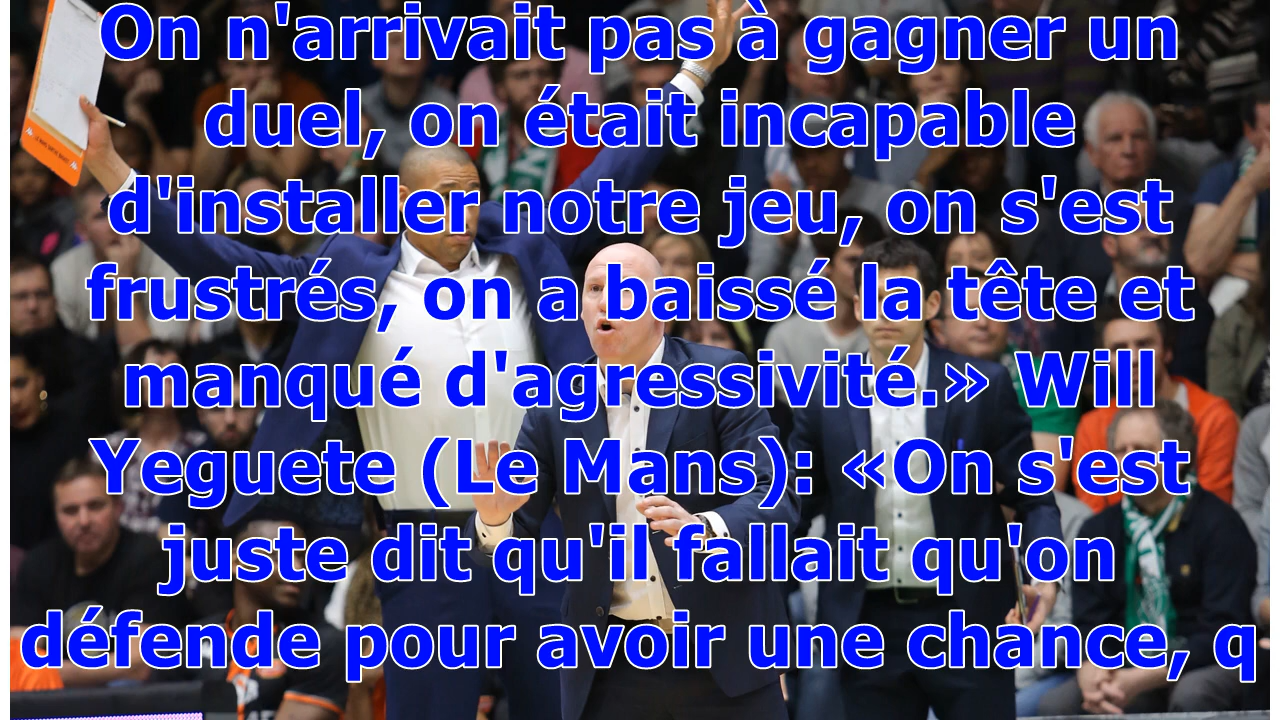 On n'arrivait pas à gagner un
duel, on était incapable
d'installer notre jeu, on s'est
frustrés, on a baissé la tête et
manqué d'agressivité.» Will
Yeguete (Le Mans): «On s'est
juste dit qu'il fallait qu'on
défende pour avoir une chance, q